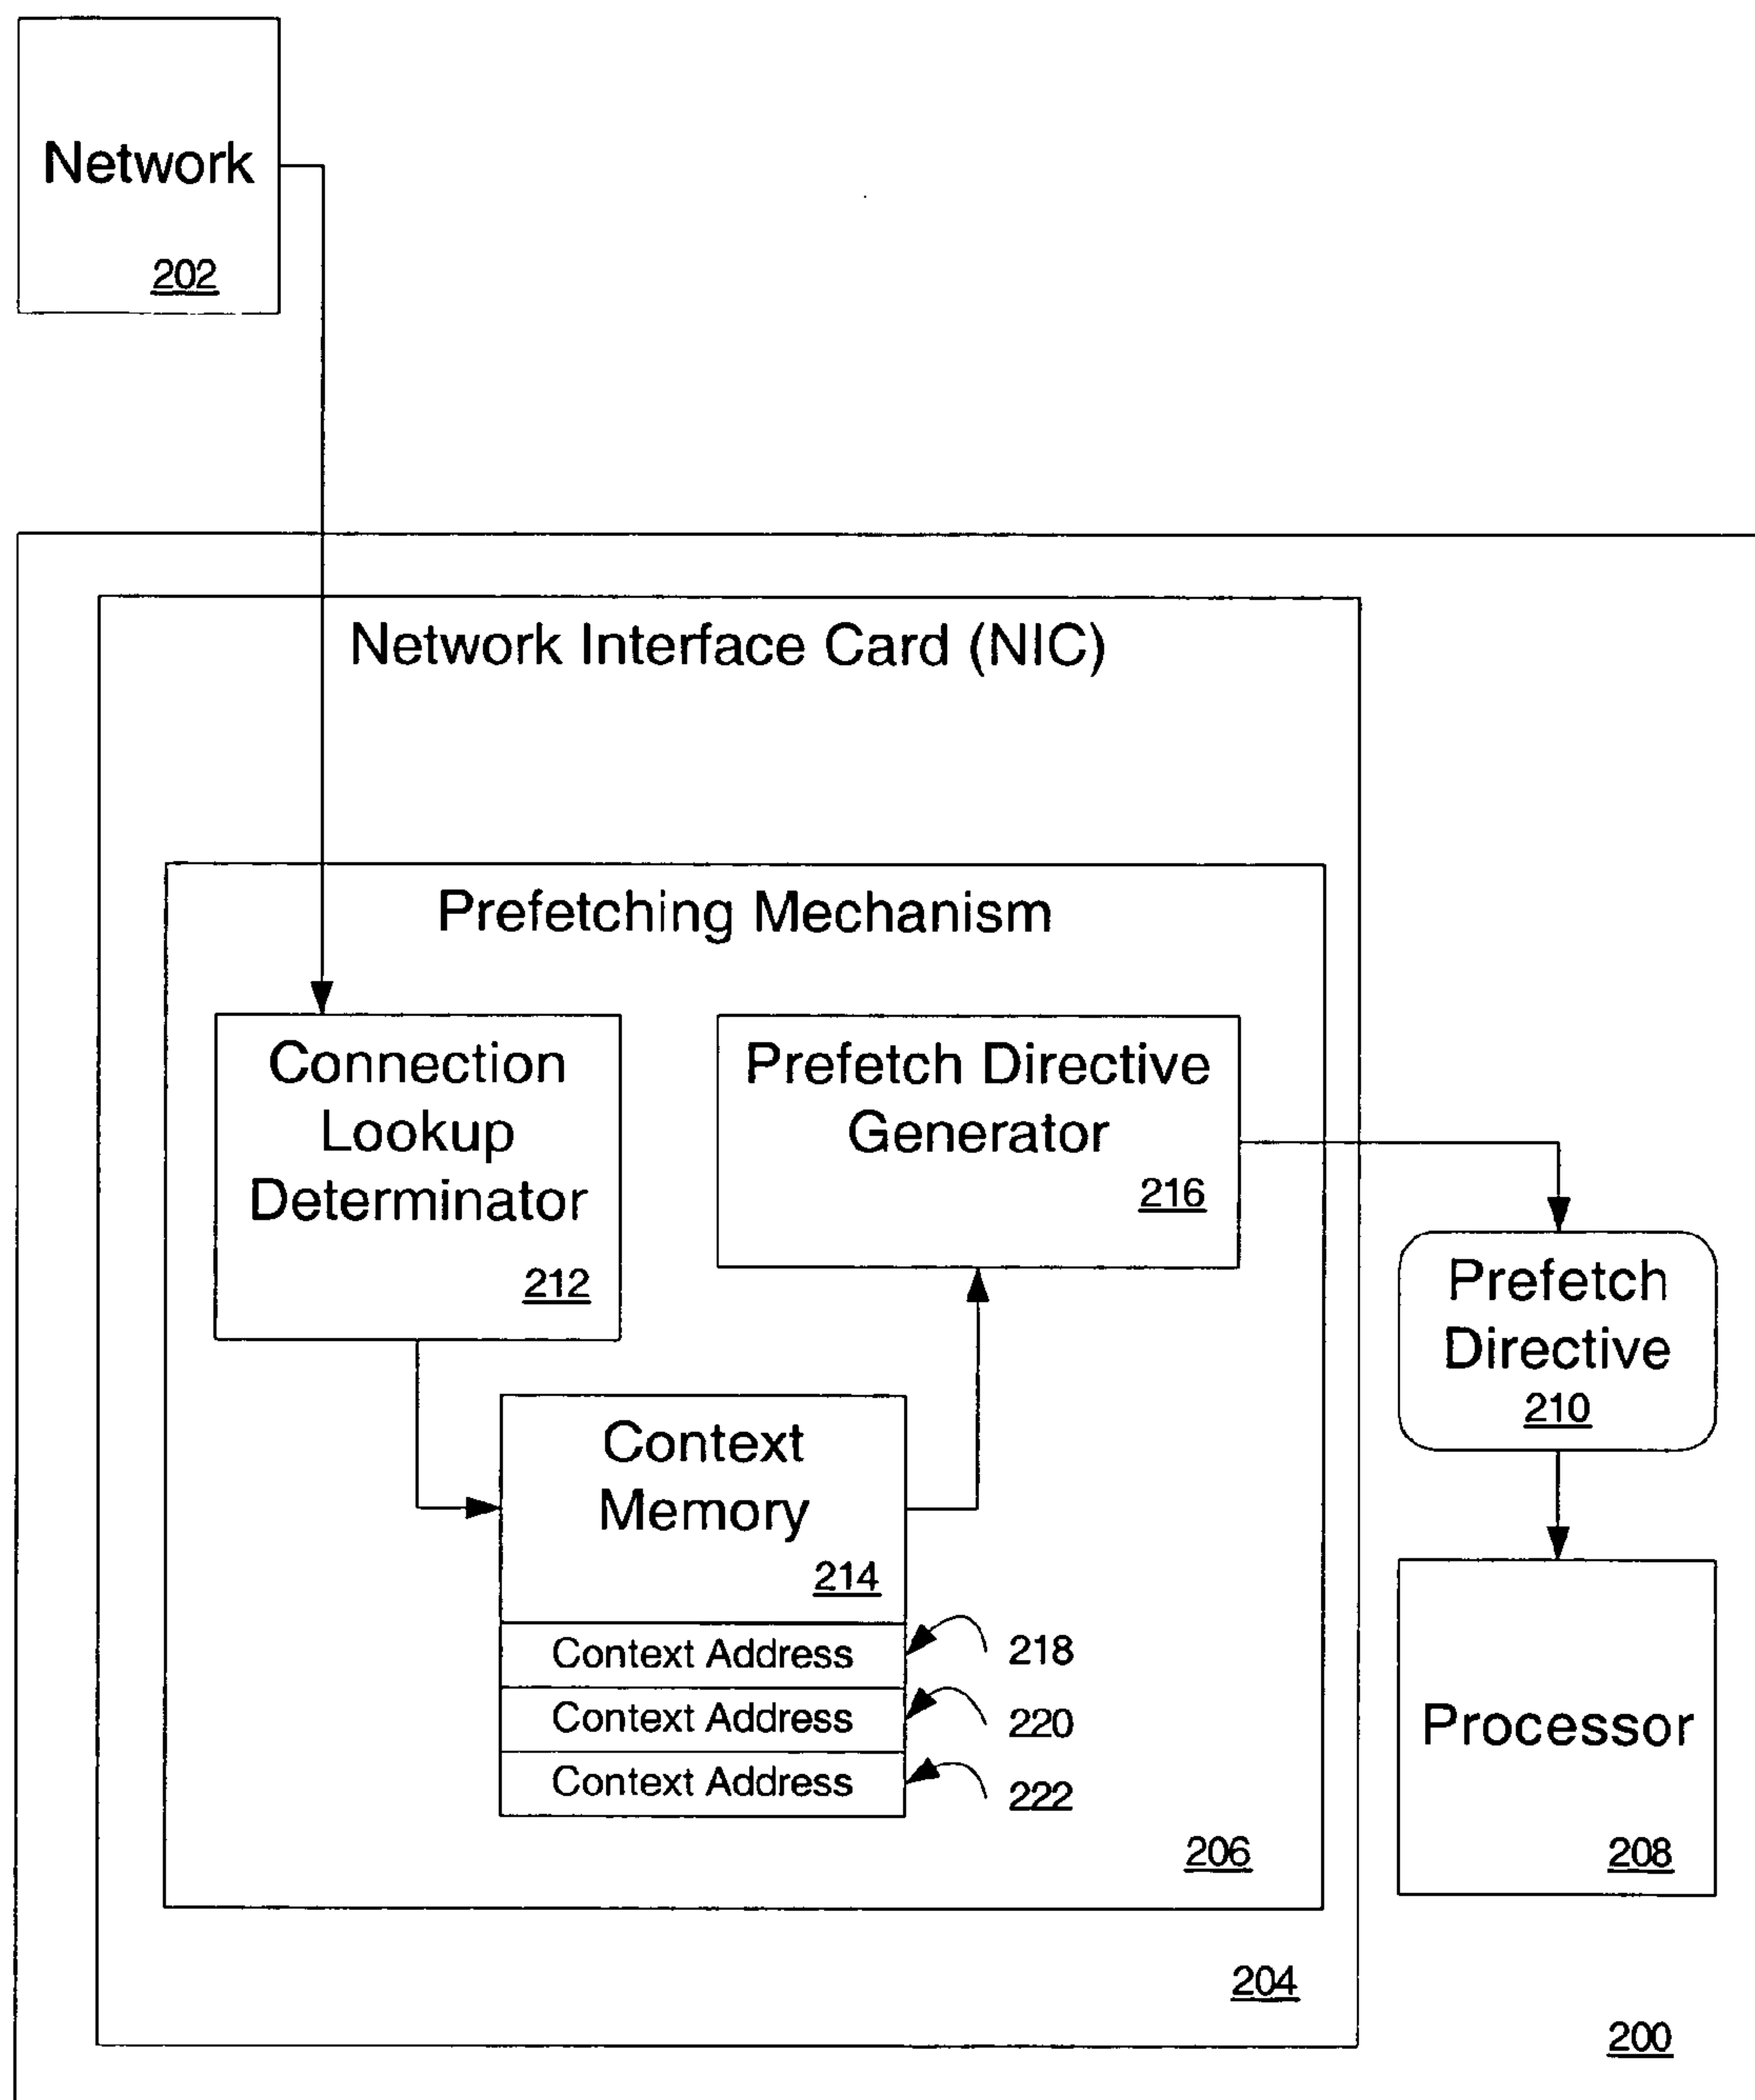 Network
202
Network Interface Card (NIC)
Prefetching Mechanism
Connection
Lookup
Determinator
212
Prefetch Directive
Generator
216
Prefetch
Directive
210
Context
Memory
214
Context Address
218
Context Address
220
Context Address
222
Processor
208
206
204
200